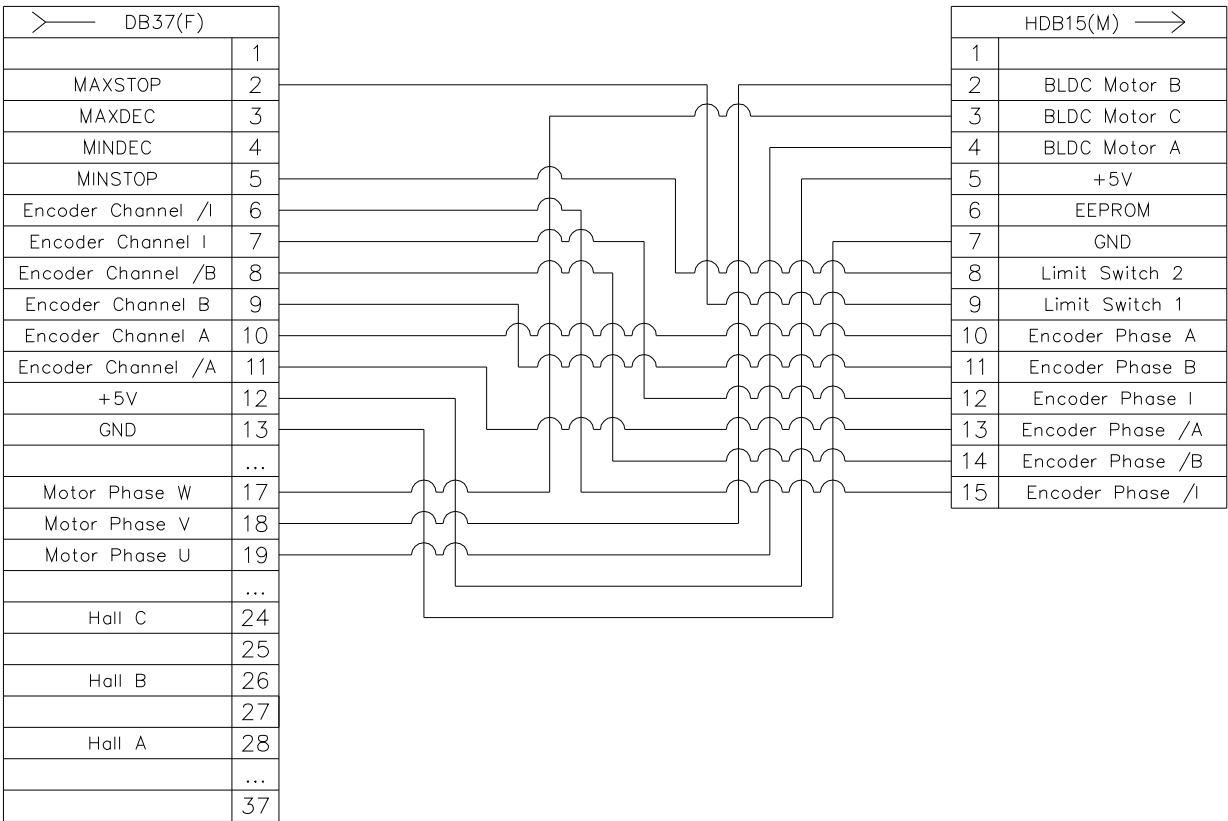 DB37(F)
1
MAXSTOP 2
MAXDEC 3
MINDEC 4
MINSTOP 5
Encoder Channel /I 6
Encoder Channel I 7
Encoder Channel /B 8
Encoder Channel B 9
Encoder Channel A 10
Encoder Channel /A 11
+5V 12
GND 13
...
Motor Phase W 17
Motor Phase V 18
Motor Phase U 19
...
Hall C 24
25
Hall B 26
27
Hall A 28
...
37
HDB15(M)
1
2 BLDC Motor B
3 BLDC Motor C
4 BLDC Motor A
5 +5V
6 EEPROM
7 GND
8 Limit Switch 2
9 Limit Switch 1
10 Encoder Phase A
11 Encoder Phase B
12 Encoder Phase I
13 Encoder Phase /A
14 Encoder Phase /B
15 Encoder Phase /I